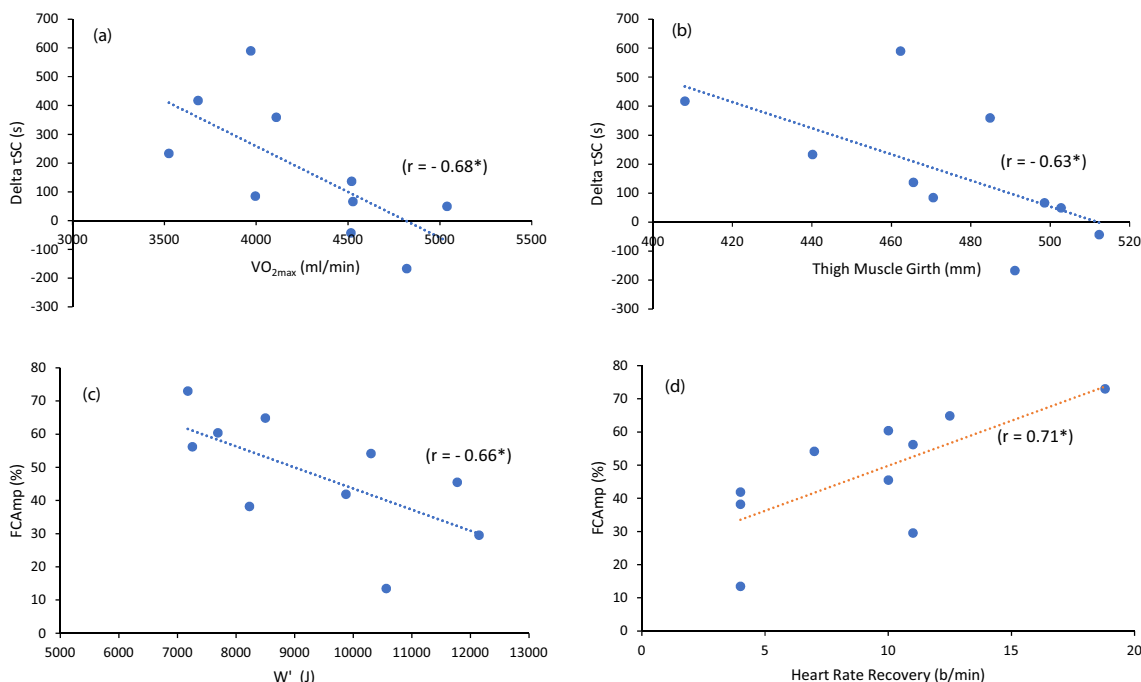 (a)
700
600
500
400
300
200
100
0
-100
-200
-300
3000 3500 4000 4500 5000 5500
Delta τSC (s)
VO2max (ml/min)
(r = - 0.68*)
(b)
700
600
500
400
300
200
100
0
-100
-200
-300
400 420 440 460 480 500 520
Delta τSC (s)
Thigh Muscle Girth (mm)
(r = - 0.63*)
(c)
80
70
60
50
40
30
20
10
0
5000 6000 7000 8000 9000 10000 11000 12000 13000
FCAmp (%)
W' (J)
(r = - 0.66*)
(d)
80
70
60
50
40
30
20
10
0
0 5 10 15 20
FCAmp (%)
Heart Rate Recovery (b/min)
(r = 0.71*)